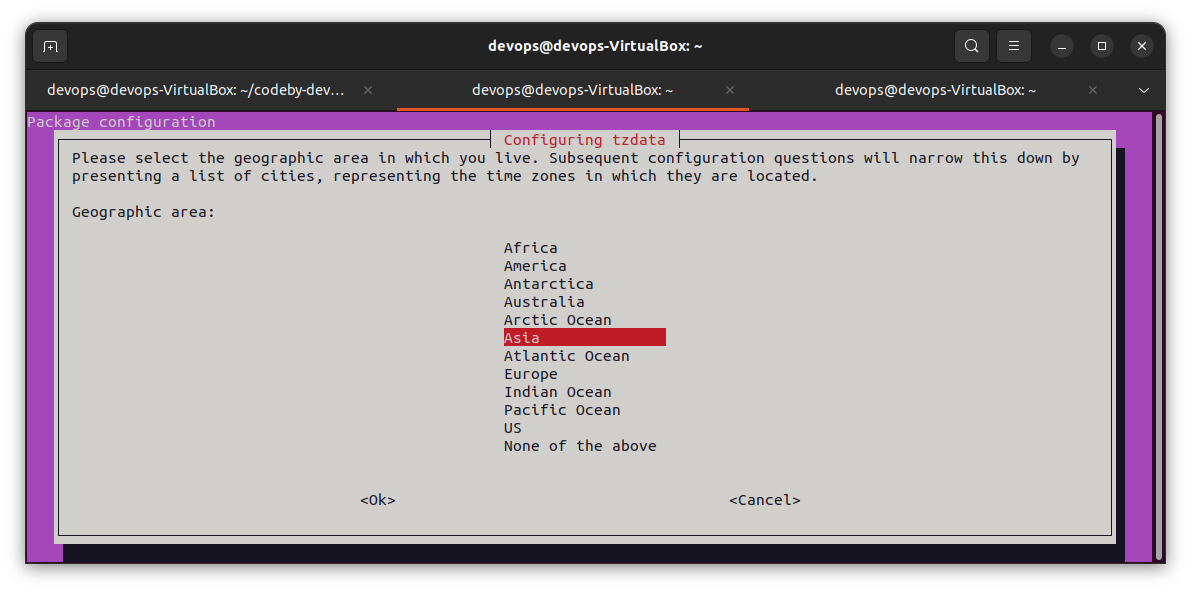 devops@devops-VirtualBox: ~
devops@devops-VirtualBox: ~/codeby-dev...
devops@devops-VirtualBox: ~
devops@devops-VirtualBox: ~
Package configuration
Configuring tzdata
Please select the geographic area in which you live. Subsequent configuration questions will narrow this down by
presenting a list of cities, representing the time zones in which they are located.
Geographic area:
Africa
America
Antarctica
Australia
Arctic Ocean
Asia
Atlantic Ocean
Europe
Indian Ocean
Pacific Ocean
US
None of the above
<Ok>
<Cancel>